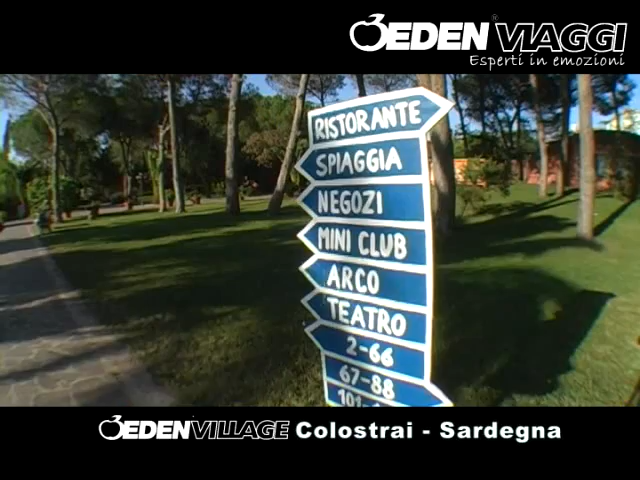 EDEN VIAGGI
Esperti in emozioni
RISTORANTE
SPIAGGIA
NEGOZI
MINI CLUB
ARCO
TEATRO
2-66
67-88
EDEN VILLAGE Colostrai - Sardegna